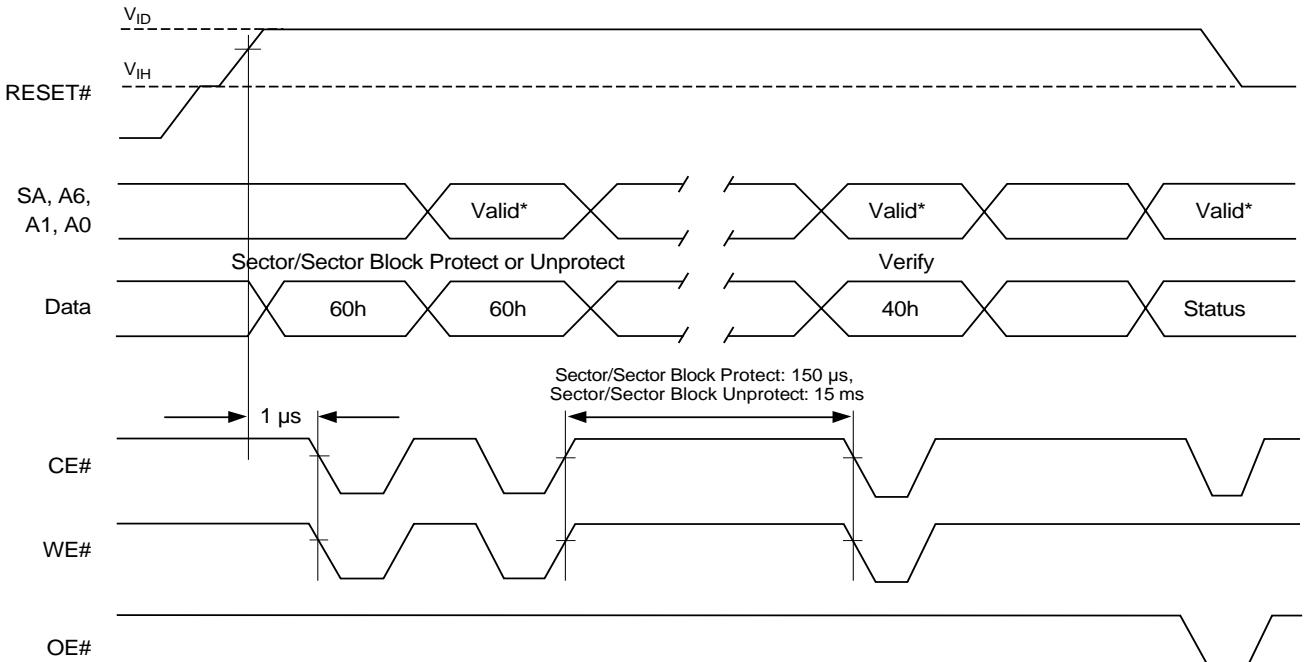 VID
VIH
RESET#
SA, A6,
A1, A0
Valid* Valid* Valid*
Sector/Sector Block Protect or Unprotect Verify
Data 60h 60h 40h Status
Sector/Sector Block Protect: 150 µs,
Sector/Sector Block Unprotect: 15 ms
1 µs
CE#
WE#
OE#